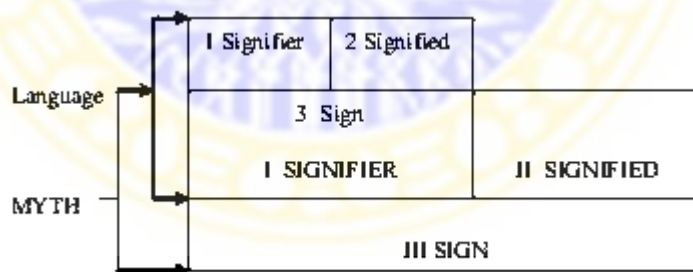 1 Signifier 2 Signified
Language
3 Sign
I SIGNIFIER II SIGNIFIED
MYTH
III SIGN